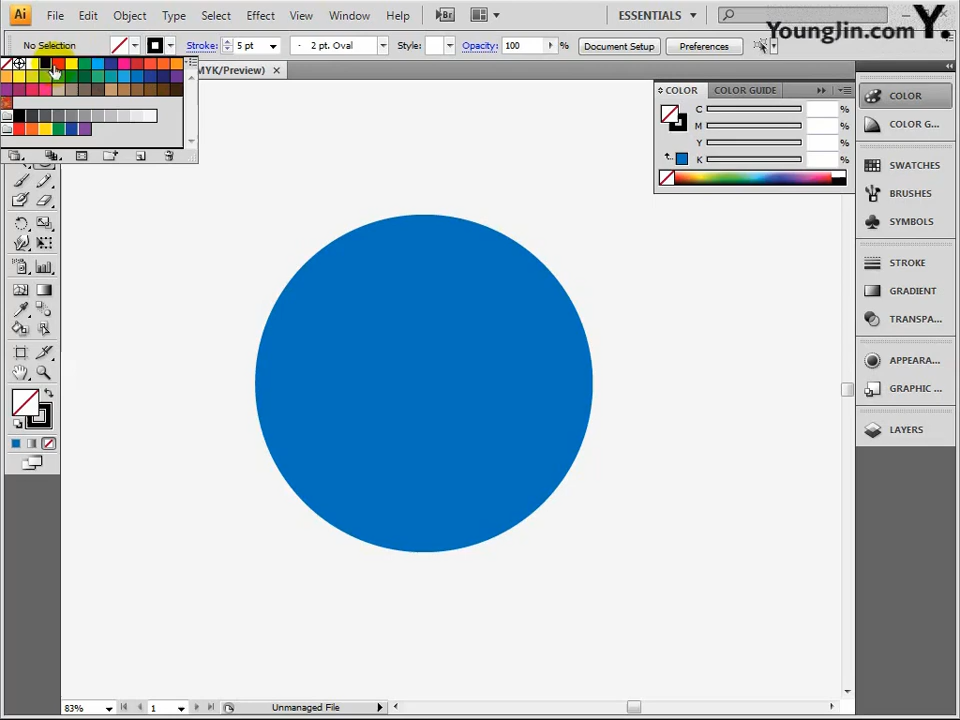 Ai File Edit Object Type Select Effect View Window Help Br ESSENTIALS
Younglin.com Y.
No Selection Stroke: 5 pt 2 pt. Oval Style: Opacity: 100 % Document Setup Preferences
MYK/Preview) ×
COLOR COLOR GUIDE
C %
M %
Y %
K %
COLOR
COLOR G...
SWATCHES
BRUSHES
SYMBOLS
STROKE
GRADIENT
TRANSPA...
APPEARA...
GRAPHIC ...
LAYERS
83% 1 Unmanaged File